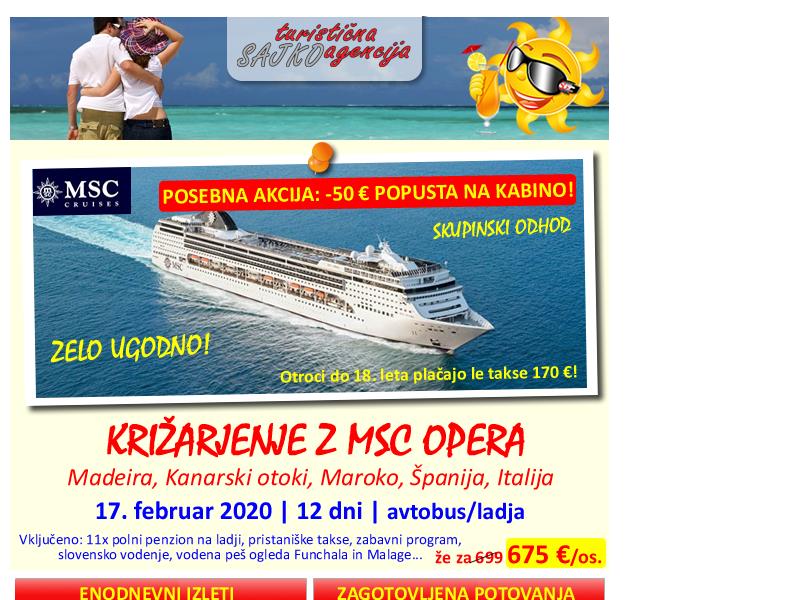 turistična
SAJKO agencija
MSC
CRUISES
POSEBNA AKCIJA: -50 € POPUSTA NA KABINO!
SKUPINSKI ODHOD
MSC
ZELO UGODNO!
Otroci do 18. leta plačajo le takse 170 €!
KRIŽARJENJE Z MSC OPERA
Madeira, Kanarski otoki, Maroko, Španija, Italija
17. februar 2020 | 12 dni | avtobus/ladja
Vključeno: 11x polni penzion na ladji, pristaniške takse, zabavni program,
slovensko vodenje, vodena peš ogleda Funchala in Malage...
že za 699 675 €/os.
ENODNEVNI IZLETI
ZAGOTOVLJENA POTOVANJA